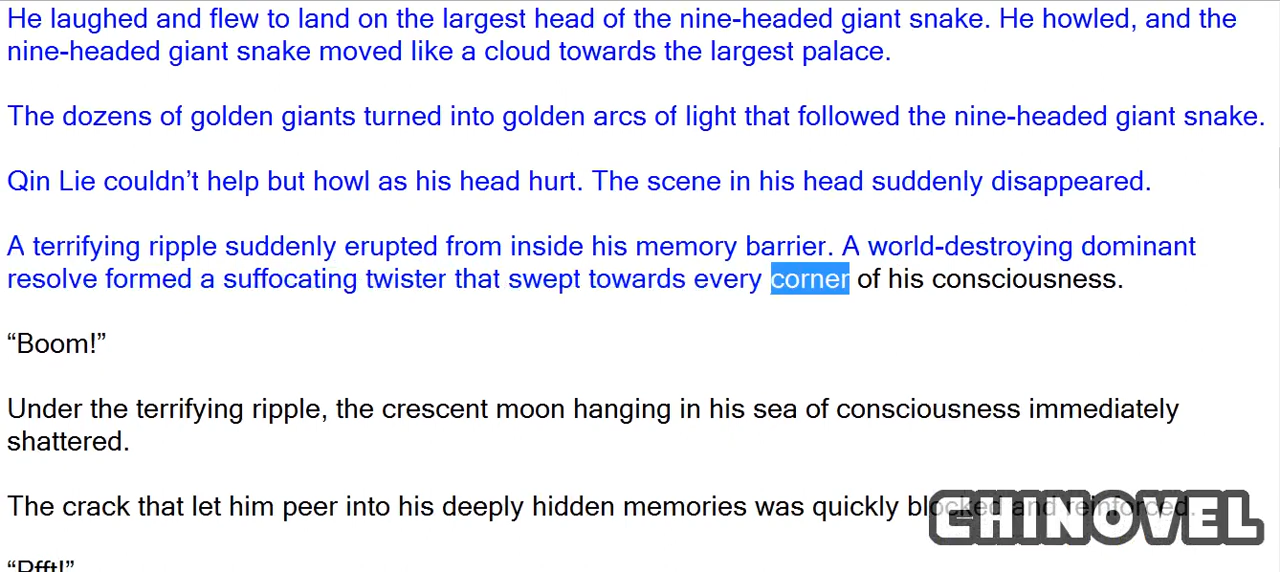 He laughed and flew to land on the largest head of the nine-headed giant snake. He howled, and the
nine-headed giant snake moved like a cloud towards the largest palace.
The dozens of golden giants turned into golden arcs of light that followed the nine-headed giant snake.
Qin Lie couldn’t help but howl as his head hurt. The scene in his head suddenly disappeared.
A terrifying ripple suddenly erupted from inside his memory barrier. A world-destroying dominant
resolve formed a suffocating twister that swept towards every corner of his consciousness.
“Boom!”
Under the terrifying ripple, the crescent moon hanging in his sea of consciousness immediately
shattered.
The crack that let him peer into his deeply hidden memories was quickly blocked and reinforced.
CHINOVEL
“Pfft!”